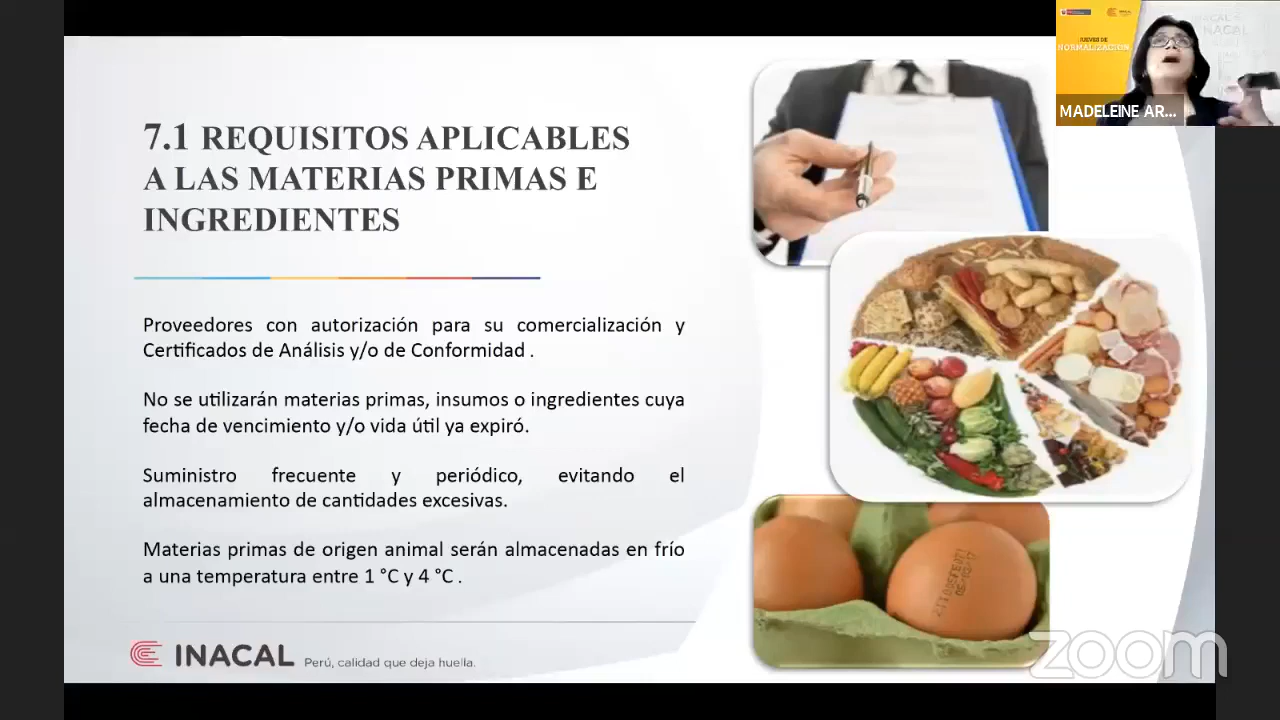 JUEVES DE
NORMALIZACIÓN
INACAL
MADELEINE AR...
7.1 REQUISITOS APLICABLES
A LAS MATERIAS PRIMAS E
INGREDIENTES
Proveedores con autorización para su comercialización y
Certificados de Análisis y/o de Conformidad .
No se utilizarán materias primas, insumos o ingredientes cuya
fecha de vencimiento y/o vida útil ya expiró.
Suministro frecuente y periódico, evitando el
almacenamiento de cantidades excesivas.
Materias primas de origen animal serán almacenadas en frío
a una temperatura entre 1 °C y 4 °C .
INACAL Perú, calidad que deja huella.
zoom